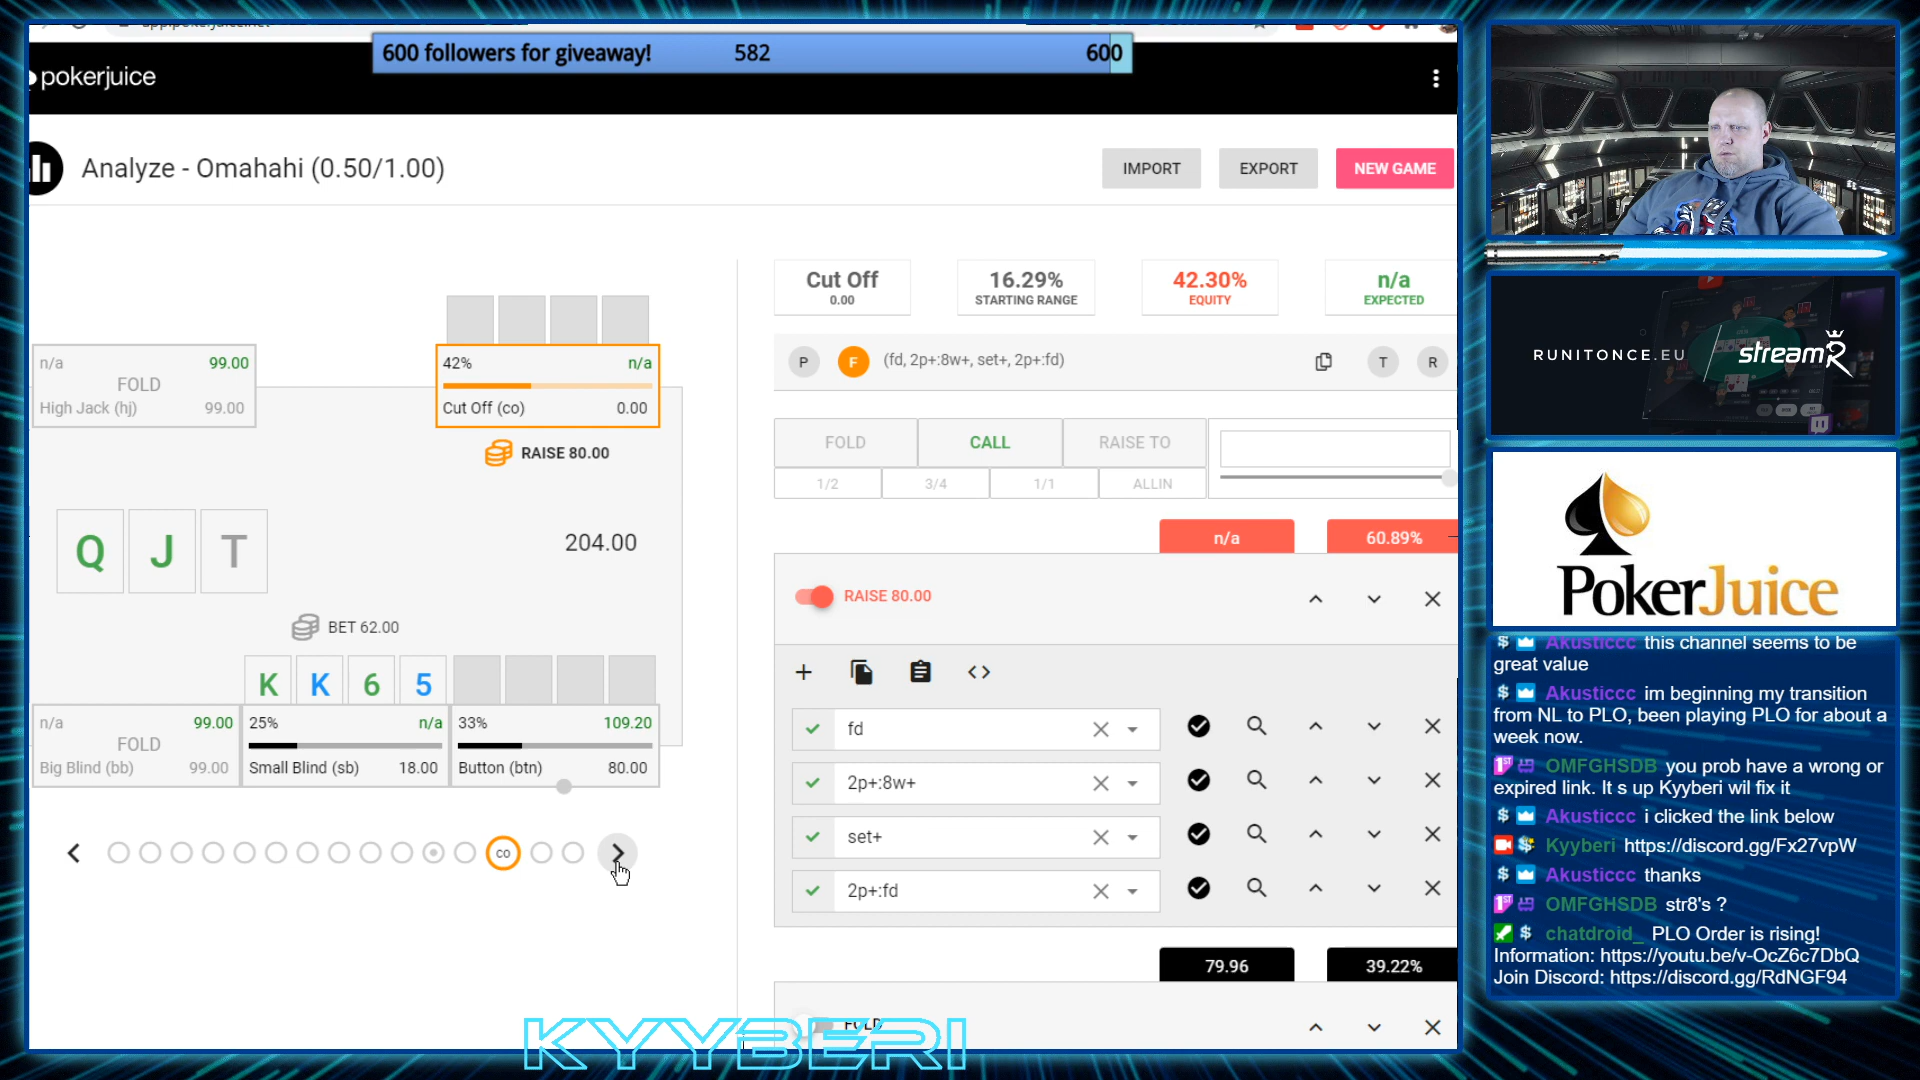 600 followers for giveaway! 582 600
pokerjuice
Analyze - Omahahi (0.50/1.00)
IMPORT EXPORT NEW GAME
n/a 99.00
FOLD
High Jack (hj) 99.00
42% n/a
Cut Off (co) 0.00
RAISE 80.00
Q J T
204.00
BET 62.00
K K 6 5
n/a 99.00
FOLD
Big Blind (bb) 99.00
25% n/a
Small Blind (sb) 18.00
33% 109.20
Button (btn) 80.00
co
Cut Off
0.00
16.29%
STARTING RANGE
42.30%
EQUITY
n/a
EXPECTED
P F (fd, 2p+:8w+, set+, 2p+:fd) T R
FOLD CALL RAISE TO
1/2 3/4 1/1 ALLIN
n/a 60.89%
RAISE 80.00
fd
2p+:8w+
set+
2p+:fd
79.96 39.22%
FOLD
KYYBERI
RUNITONCE.EU streamR
PokerJuice
Akusticcc this channel seems to be
great value
Akusticcc im beginning my transition
from NL to PLO, been playing PLO for about a
week now.
1ST OMFGHSDB you prob have a wrong or
expired link. It s up Kyyberi wil fix it
Akusticcc i clicked the link below
Kyyberi https://discord.gg/Fx27vpW
Akusticcc thanks
1ST OMFGHSDB str8's ?
chatdroid_ PLO Order is rising!
Information: https://youtu.be/v-OcZ6c7DbQ
Join Discord: https://discord.gg/RdNGF94